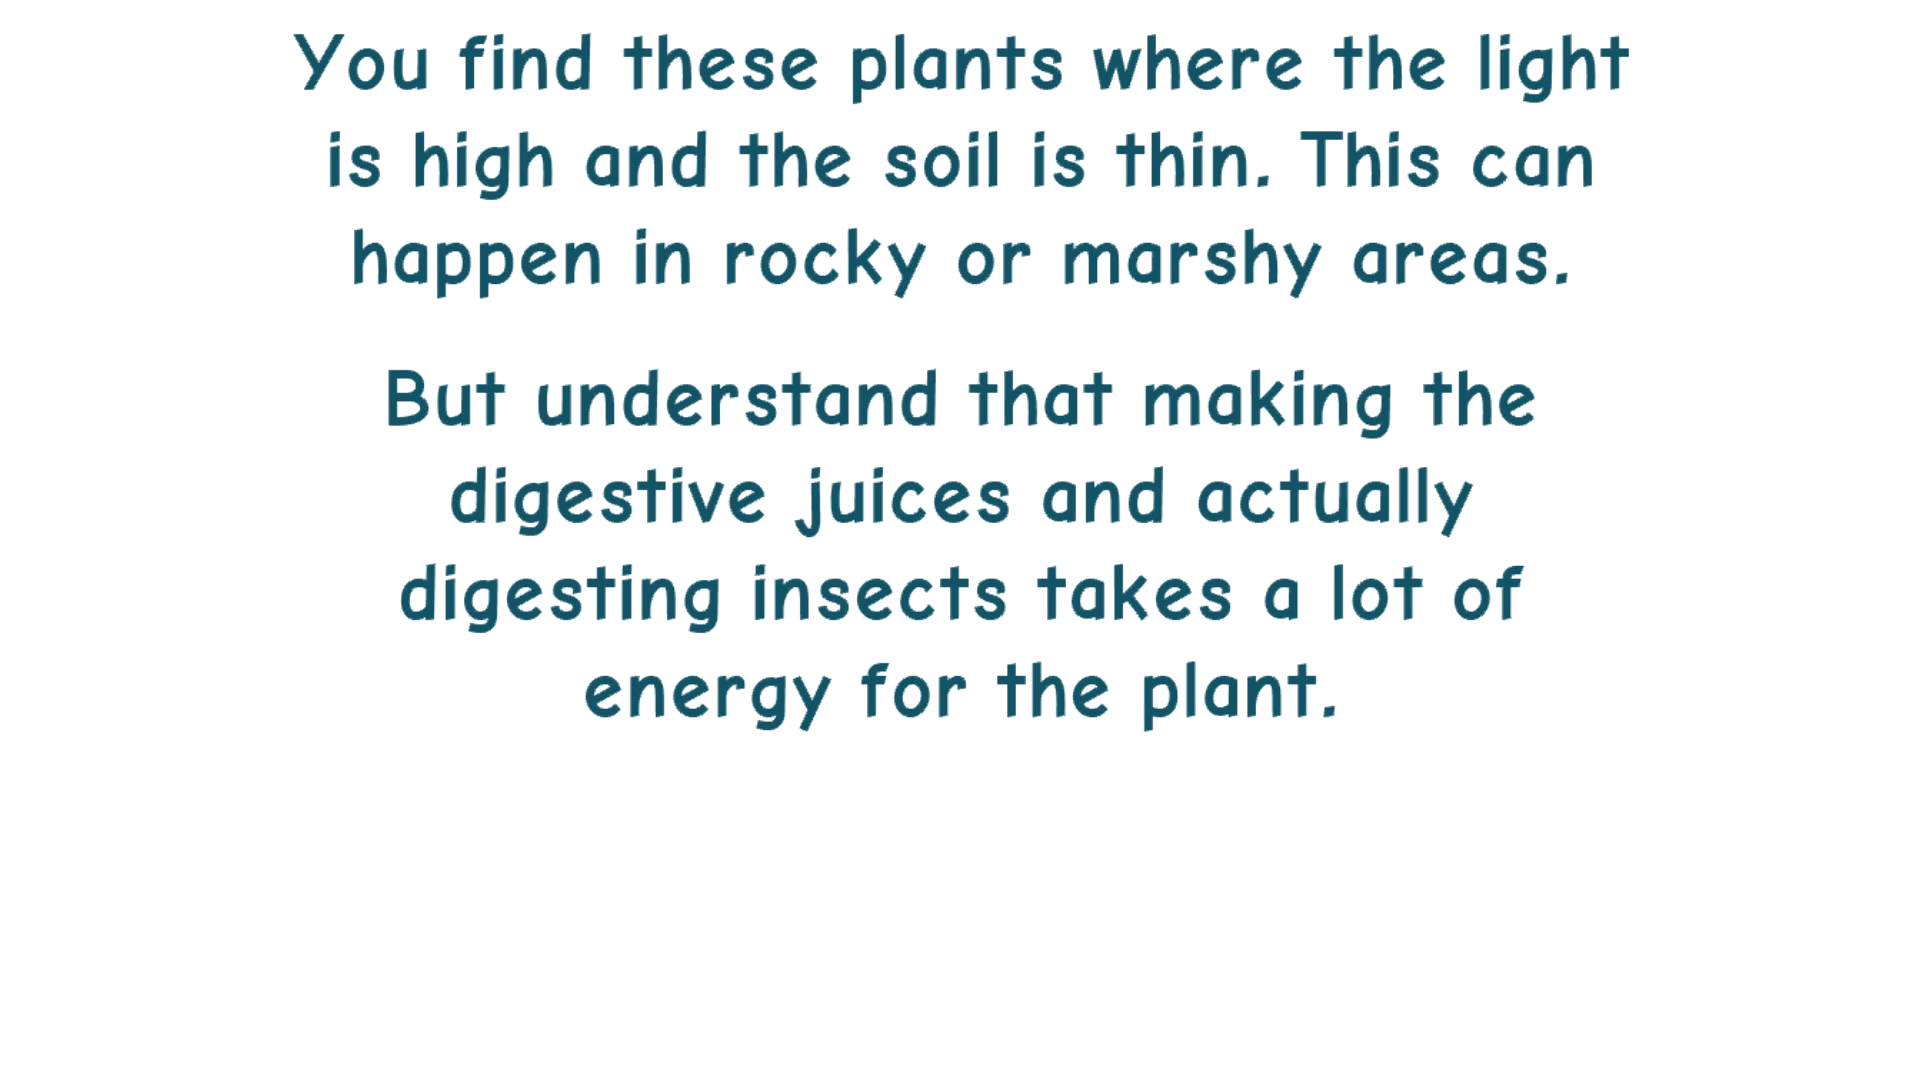 You find these plants where the light
is high and the soil is thin. This can
happen in rocky or marshy areas.
But understand that making the
digestive juices and actually
digesting insects takes a lot of
energy for the plant.